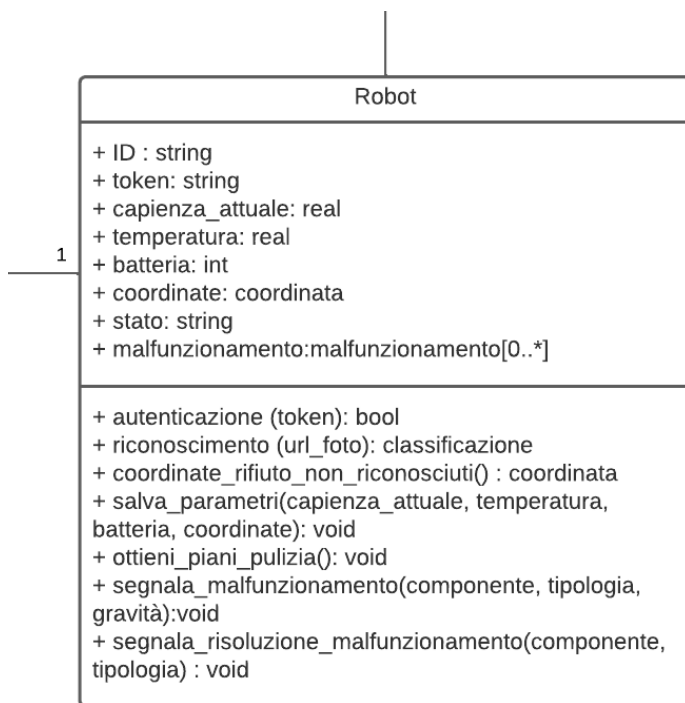 Robot
+ ID : string
+ token: string
+ capienza_attuale: real
+ temperatura: real
1
+ batteria: int
+ coordinate: coordinata
+ stato: string
+ malfunzionamento:malfunzionamento[0..*]
+ autenticazione (token): bool
+ riconoscimento (url_foto): classificazione
+ coordinate_rifiuto_non_riconosciuti() : coordinata
+ salva_parametri(capienza_attuale, temperatura,
batteria, coordinate): void
+ ottieni_piani_pulizia(): void
+ segnala_malfunzionamento(componente, tipologia,
gravità):void
+ segnala_risoluzione_malfunzionamento(componente,
tipologia) : void